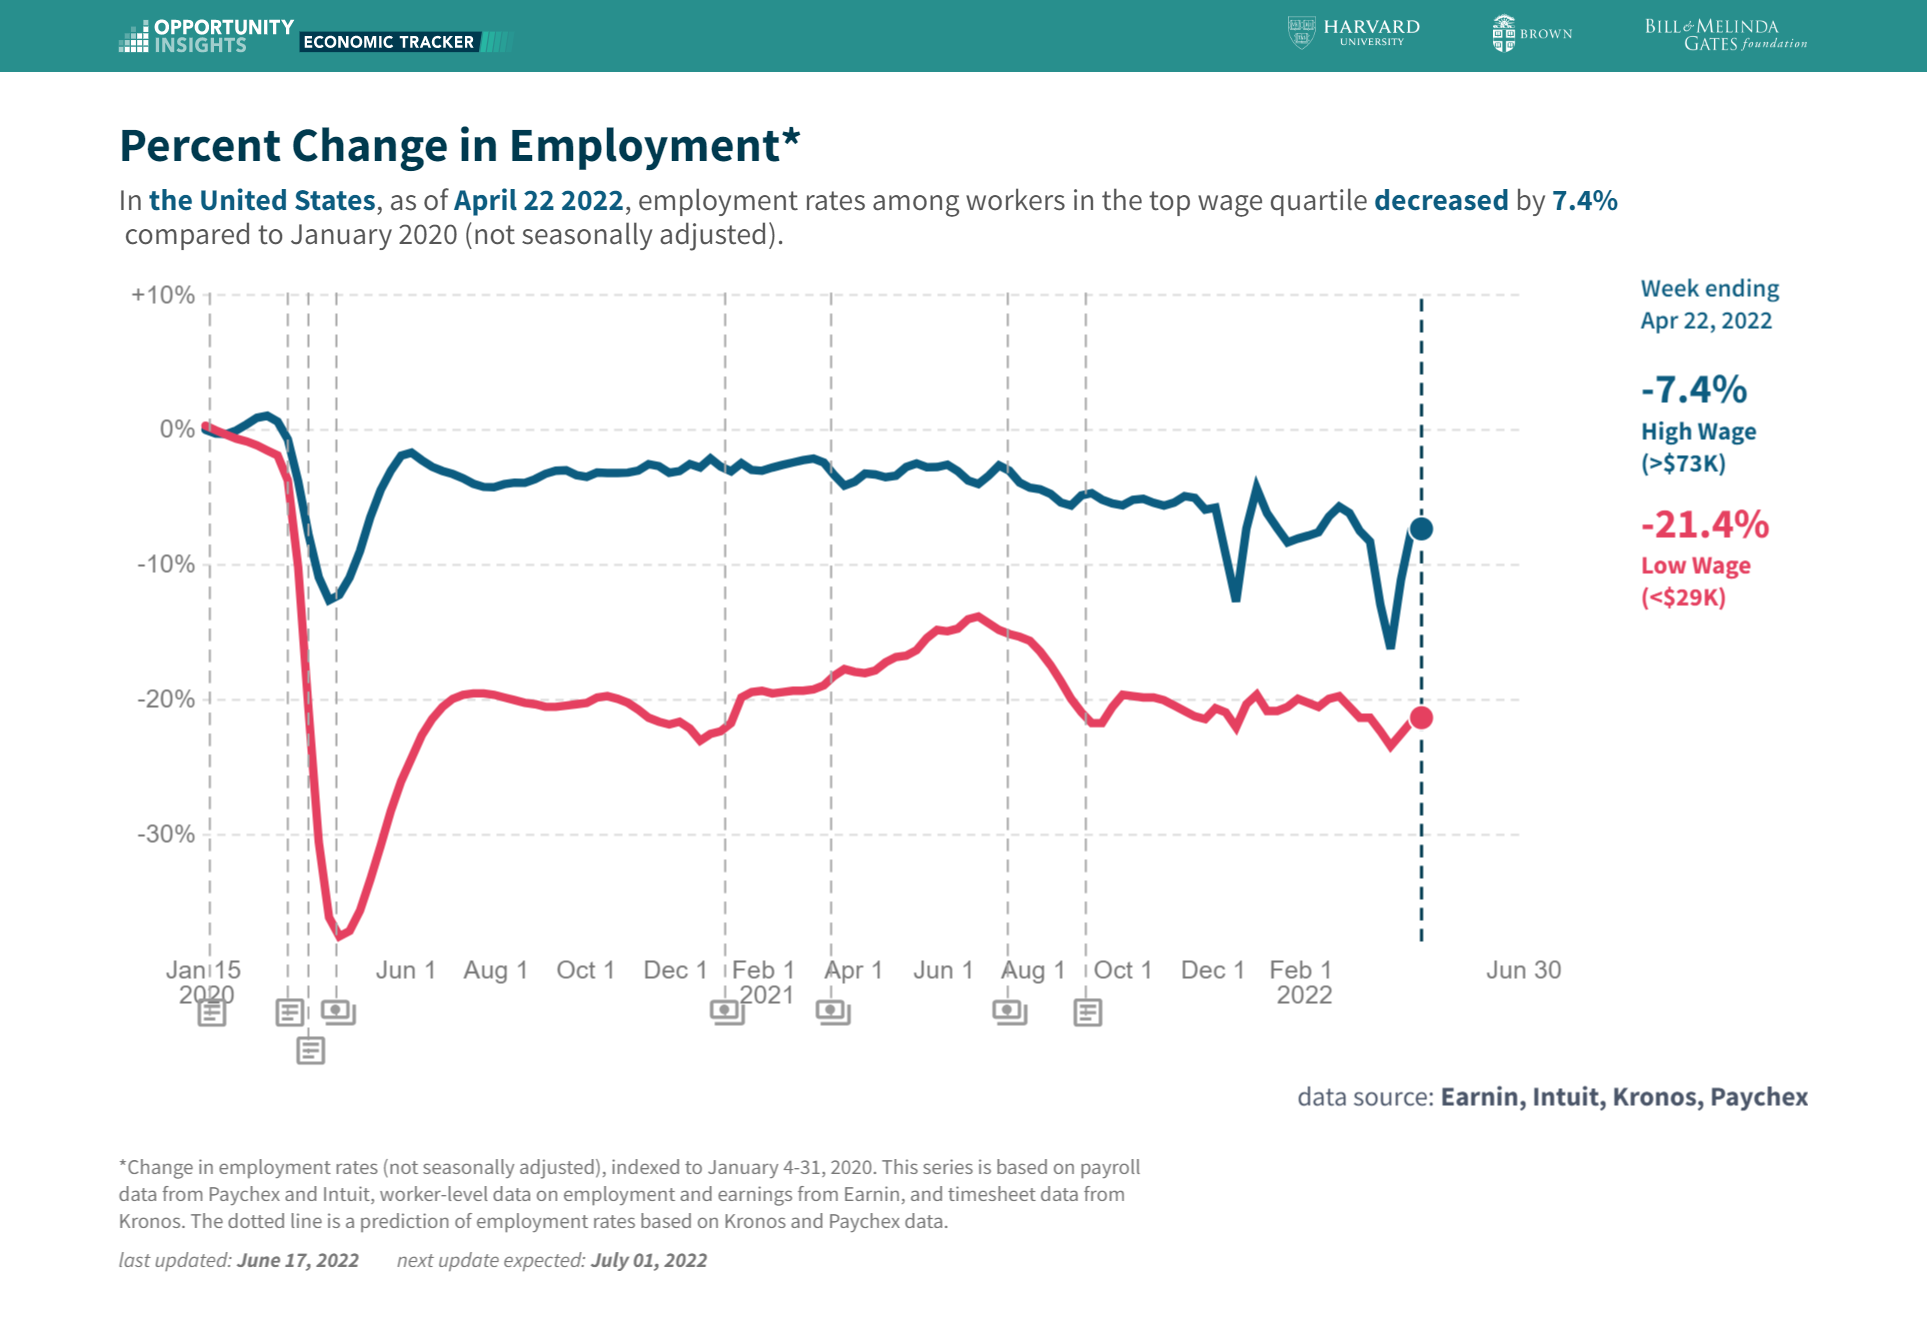 OPPORTUNITY
INSIGHTS
ECONOMIC TRACKER
HARVARD
UNIVERSITY
BROWN
BILL & MELINDA
GATES foundation
Percent Change in Employment*
In the United States, as of April 22 2022, employment rates among workers in the top wage quartile decreased by 7.4%
compared to January 2020 (not seasonally adjusted).
+10%
0%
-10%
-20%
-30%
Week ending
Apr 22, 2022
-7.4%
High Wage
(>$73K)
-21.4%
Low Wage
(<$29K)
Jan 15 Jun 1 Aug 1 Oct 1 Dec 1 Feb 1 Apr 1 Jun 1 Aug 1 Oct 1 Dec 1 Feb 1 Jun 30
2020 2021 2022
data source: Earnin, Intuit, Kronos, Paychex
*Change in employment rates (not seasonally adjusted), indexed to January 4-31, 2020. This series is based on payroll
data from Paychex and Intuit, worker-level data on employment and earnings from Earnin, and timesheet data from
Kronos. The dotted line is a prediction of employment rates based on Kronos and Paychex data.
last updated: June 17, 2022 next update expected: July 01, 2022